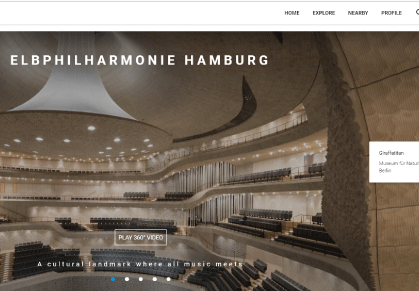 HOME EXPLORE NEARBY PROFILE
ELBPHILHARMONIE HAMBURG
Giraffatitan
Museum für Natur
Berlin
PLAY 360° VIDEO
A cultural landmark where all music meets